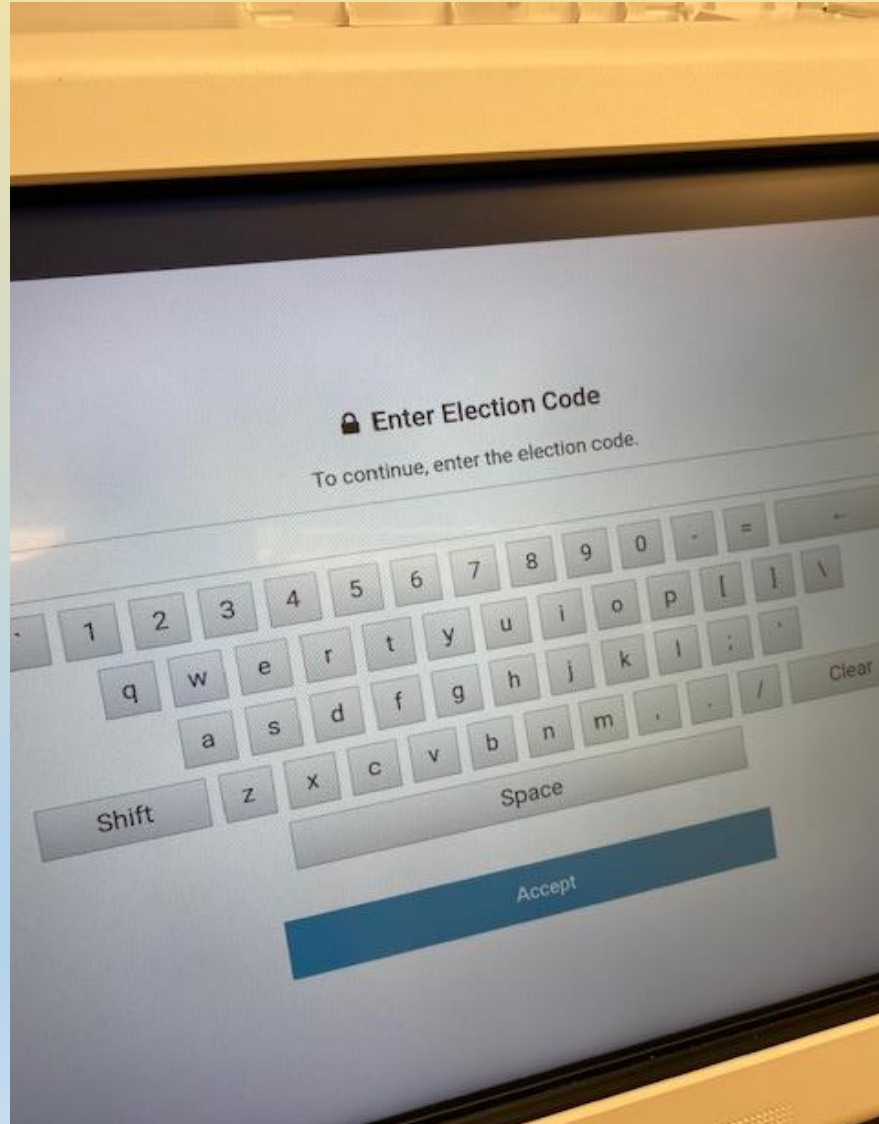 Enter Election Code
To continue, enter the election code.
` 1 2 3 4 5 6 7 8 9 0 - = ←
q w e r t y u i o p [ ] \
a s d f g h j k l ; '
Shift z x c v b n m , . / Clear
Space
Accept